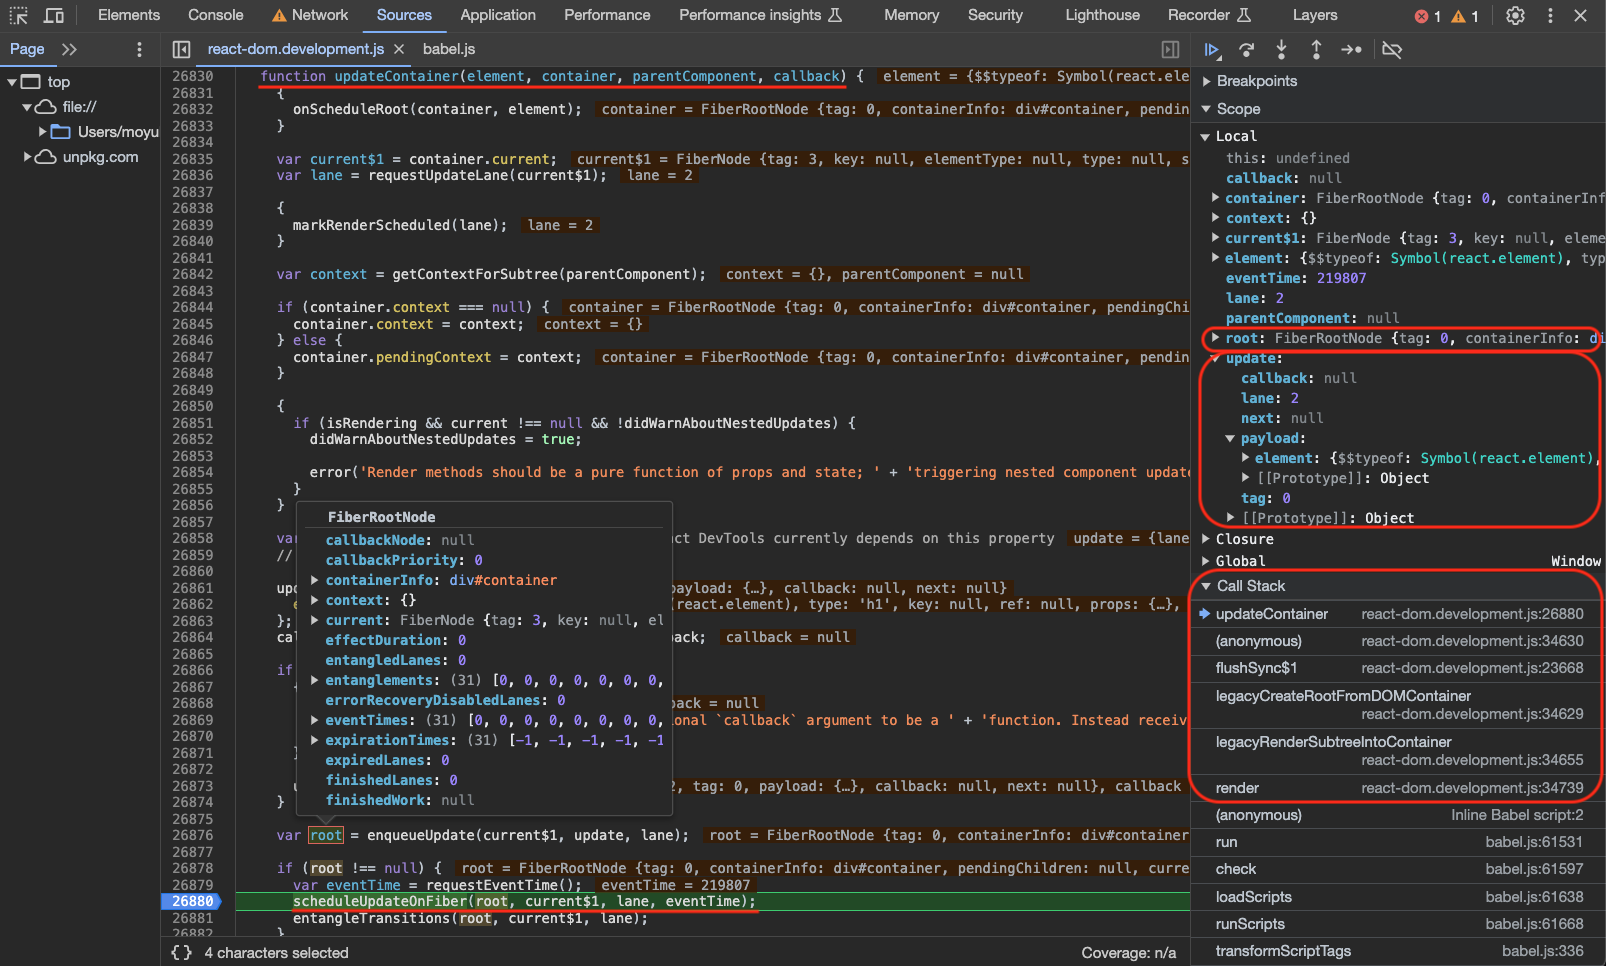 Elements Console Network Sources Application Performance Performance insights Memory Security Lighthouse Recorder Layers 1 1
Page
react-dom.development.js
babel.js
top
file://
Users/moyu
unpkg.com
26830 function updateContainer(element, container, parentComponent, callback) { element = {$$typeof: Symbol(react.ele
26831 {
26832 onScheduleRoot(container, element); container = FiberRootNode {tag: 0, containerInfo: div#container, pending
26833 }
26834
26835 var current$1 = container.current; current$1 = FiberNode {tag: 3, key: null, elementType: null, type: null, s
26836 var lane = requestUpdateLane(current$1); lane = 2
26837
26838 {
26839 markRenderScheduled(lane); lane = 2
26840 }
26841
26842 var context = getContextForSubtree(parentComponent); context = {}, parentComponent = null
26843
26844 if (container.context === null) { container = FiberRootNode {tag: 0, containerInfo: div#container, pendingChi
26845 container.context = context; context = {}
26846 } else {
26847 container.pendingContext = context; container = FiberRootNode {tag: 0, containerInfo: div#container, pending
26848 }
26849
26850 {
26851 if (isRendering && current !== null && !didWarnAboutNestedUpdates) {
26852 didWarnAboutNestedUpdates = true;
26853
26854 error('Render methods should be a pure function of props and state; ' + 'triggering nested component update
26855 }
26856 }
26857
26858 va act DevTools currently depends on this property update = {lane
26859 //
26860
26861 up payload: {…}, callback: null, next: null}
26862 e (react.element), type: 'h1', key: null, ref: null, props: {…},
26863 };
26864 ca ack; callback = null
26865
26866 if
26867
26868 back = null
26869 ional `callback` argument to be a ' + 'function. Instead receiv
26870
26871 }
26872
26873 u 2, tag: 0, payload: {…}, callback: null, next: null}, callback
26874 }
26875
26876 var root = enqueueUpdate(current$1, update, lane); root = FiberRootNode {tag: 0, containerInfo: div#container
26877
26878 if (root !== null) { root = FiberRootNode {tag: 0, containerInfo: div#container, pendingChildren: null, curre
26879 var eventTime = requestEventTime(); eventTime = 219807
26880 scheduleUpdateOnFiber(root, current$1, lane, eventTime);
26881 entangleTransitions(root, current$1, lane);
26882 }
FiberRootNode
callbackNode: null
callbackPriority: 0
containerInfo: div#container
context: {}
current: FiberNode {tag: 3, key: null, el
effectDuration: 0
entangledLanes: 0
entanglements: (31) [0, 0, 0, 0, 0, 0, 0,
errorRecoveryDisabledLanes: 0
eventTimes: (31) [0, 0, 0, 0, 0, 0, 0,
expirationTimes: (31) [-1, -1, -1, -1, -1
expiredLanes: 0
finishedLanes: 0
finishedWork: null
{} 4 characters selected
Coverage: n/a
Breakpoints
Scope
Local
this: undefined
callback: null
container: FiberRootNode {tag: 0, containerInf
context: {}
current$1: FiberNode {tag: 3, key: null, eleme
element: {$$typeof: Symbol(react.element), typ
eventTime: 219807
lane: 2
parentComponent: null
root: FiberRootNode {tag: 0, containerInfo: di
update:
callback: null
lane: 2
next: null
payload:
element: {$$typeof: Symbol(react.element),
[[Prototype]]: Object
tag: 0
[[Prototype]]: Object
Closure
Global Window
Call Stack
updateContainer react-dom.development.js:26880
(anonymous) react-dom.development.js:34630
flushSync$1 react-dom.development.js:23668
legacyCreateRootFromDOMContainer
react-dom.development.js:34629
legacyRenderSubtreeIntoContainer
react-dom.development.js:34655
render react-dom.development.js:34739
(anonymous) Inline Babel script:2
run babel.js:61531
check babel.js:61597
loadScripts babel.js:61638
runScripts babel.js:61668
transformScriptTags babel.js:336